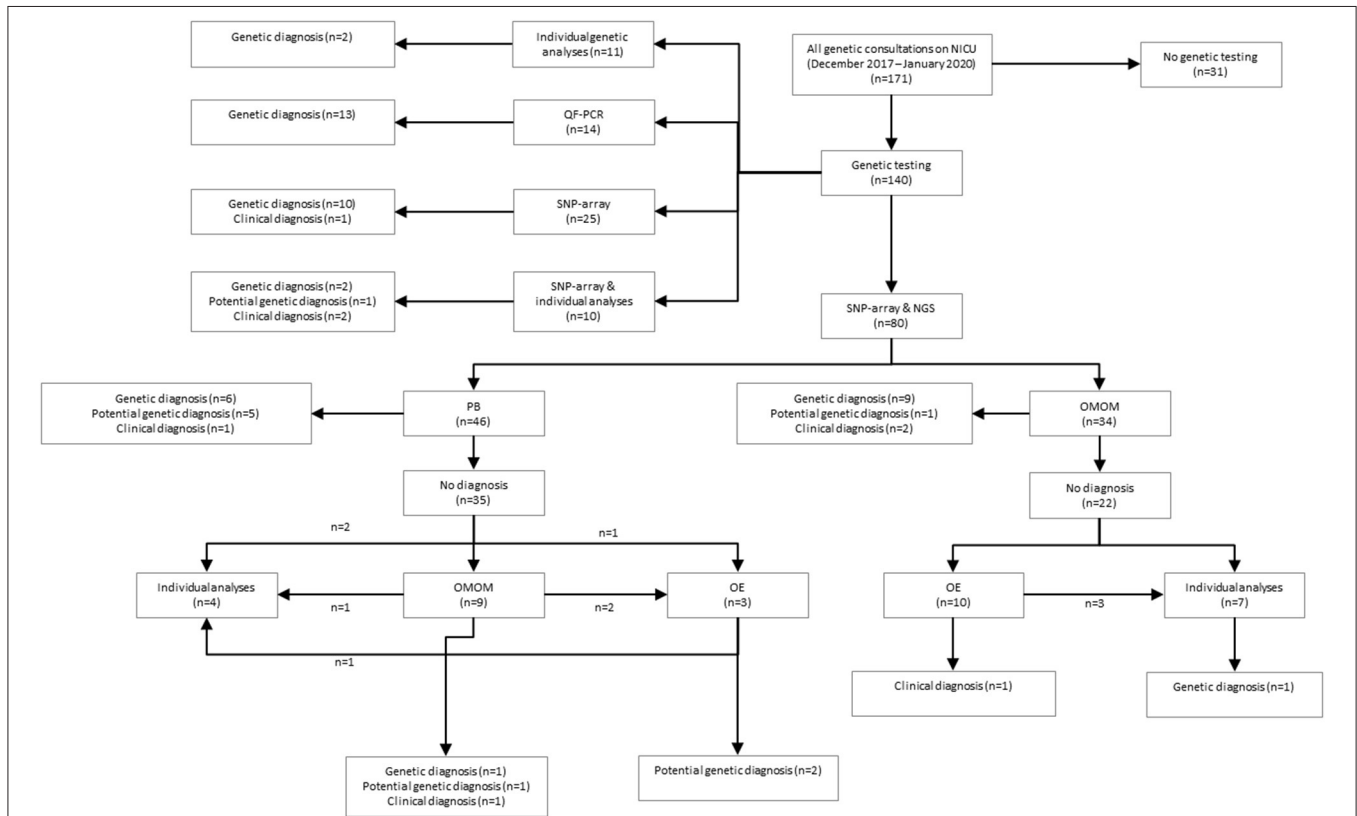 Genetic diagnosis (n=2)
Individual genetic
analyses (n=11)
All genetic consultations on NICU
(December 2017 – January 2020)
(n=171)
No genetic testing
(n=31)
Genetic diagnosis (n=13)
QF-PCR
(n=14)
Genetic testing
(n=140)
Genetic diagnosis (n=10)
Clinical diagnosis (n=1)
SNP-array
(n=25)
Genetic diagnosis (n=2)
Potential genetic diagnosis (n=1)
Clinical diagnosis (n=2)
SNP-array &
individual analyses
(n=10)
SNP-array & NGS
(n=80)
Genetic diagnosis (n=6)
Potential genetic diagnosis (n=5)
Clinical diagnosis (n=1)
PB
(n=46)
Genetic diagnosis (n=9)
Potential genetic diagnosis (n=1)
Clinical diagnosis (n=2)
OMOM
(n=34)
No diagnosis
(n=35)
No diagnosis
(n=22)
n=2
n=1
Individual analyses
(n=4)
n=1
OMOM
(n=9)
n=2
OE
(n=3)
n=1
OE
(n=10)
n=3
Individual analyses
(n=7)
Clinical diagnosis (n=1)
Genetic diagnosis (n=1)
Genetic diagnosis (n=1)
Potential genetic diagnosis (n=1)
Clinical diagnosis (n=1)
Potential genetic diagnosis (n=2)